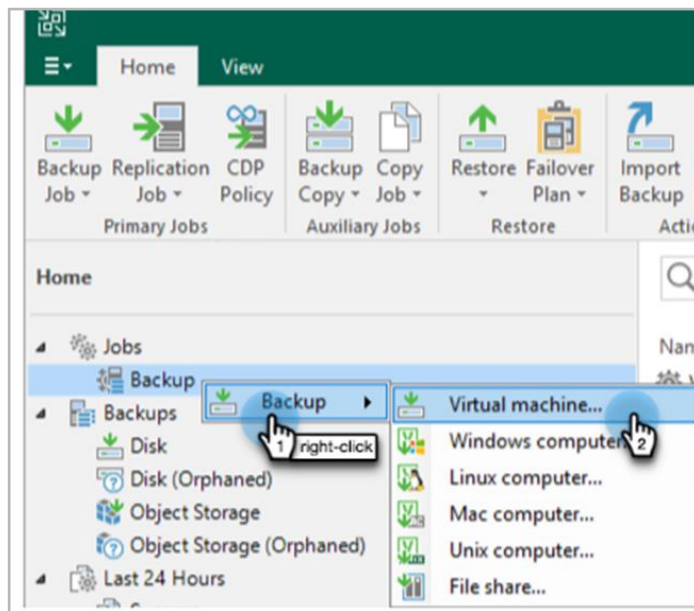 Home View
Backup Replication CDP Backup Copy Restore Failover Import
Job Job Policy Copy Job Plan Backup
Primary Jobs Auxiliary Jobs Restore
Home
Jobs
Backup
Backup
Virtual machine...
1 right-click
2
Backups
Windows
Disk
Linux computer...
Disk (Orphaned)
Mac computer...
Object Storage
Unix computer...
Object Storage (Orphaned)
File share...
Last 24 Hours